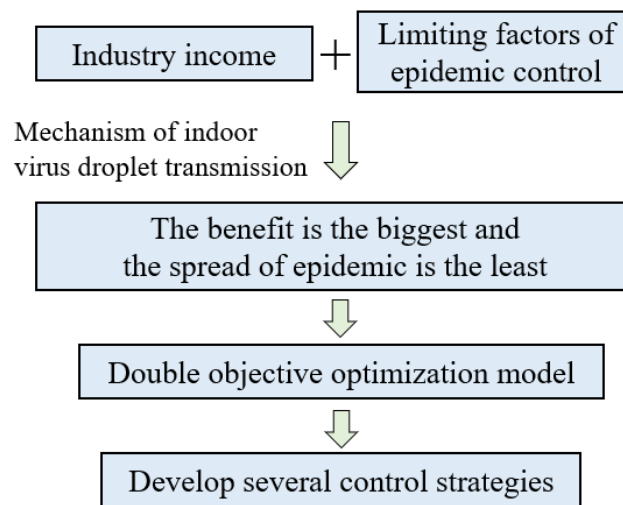 Industry income
+
Limiting factors of
epidemic control
Mechanism of indoor
virus droplet transmission
The benefit is the biggest and
the spread of epidemic is the least
Double objective optimization model
Develop several control strategies